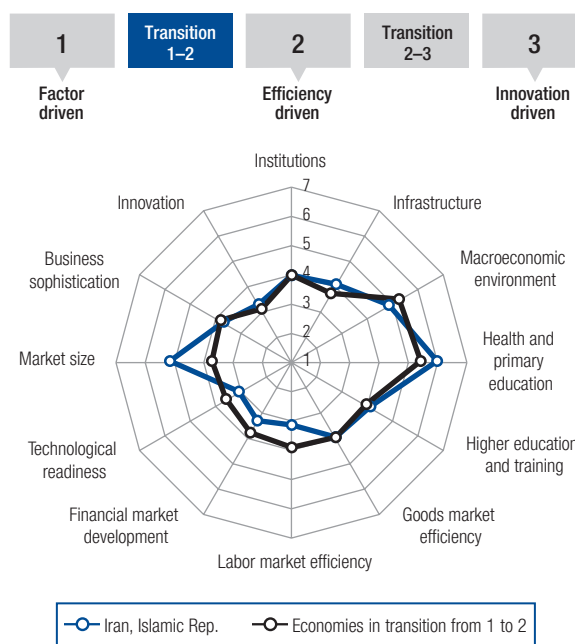 1
Transition
1–2
2
Transition
2–3
3
Factor
driven
Efficiency
driven
Innovation
driven
Institutions
7
6
5
4
3
2
1
Infrastructure
Macroeconomic
environment
Health and
primary
education
Higher education
and training
Goods market
efficiency
Labor market efficiency
Financial market
development
Technological
readiness
Market size
Business
sophistication
Innovation
Iran, Islamic Rep.
Economies in transition from 1 to 2